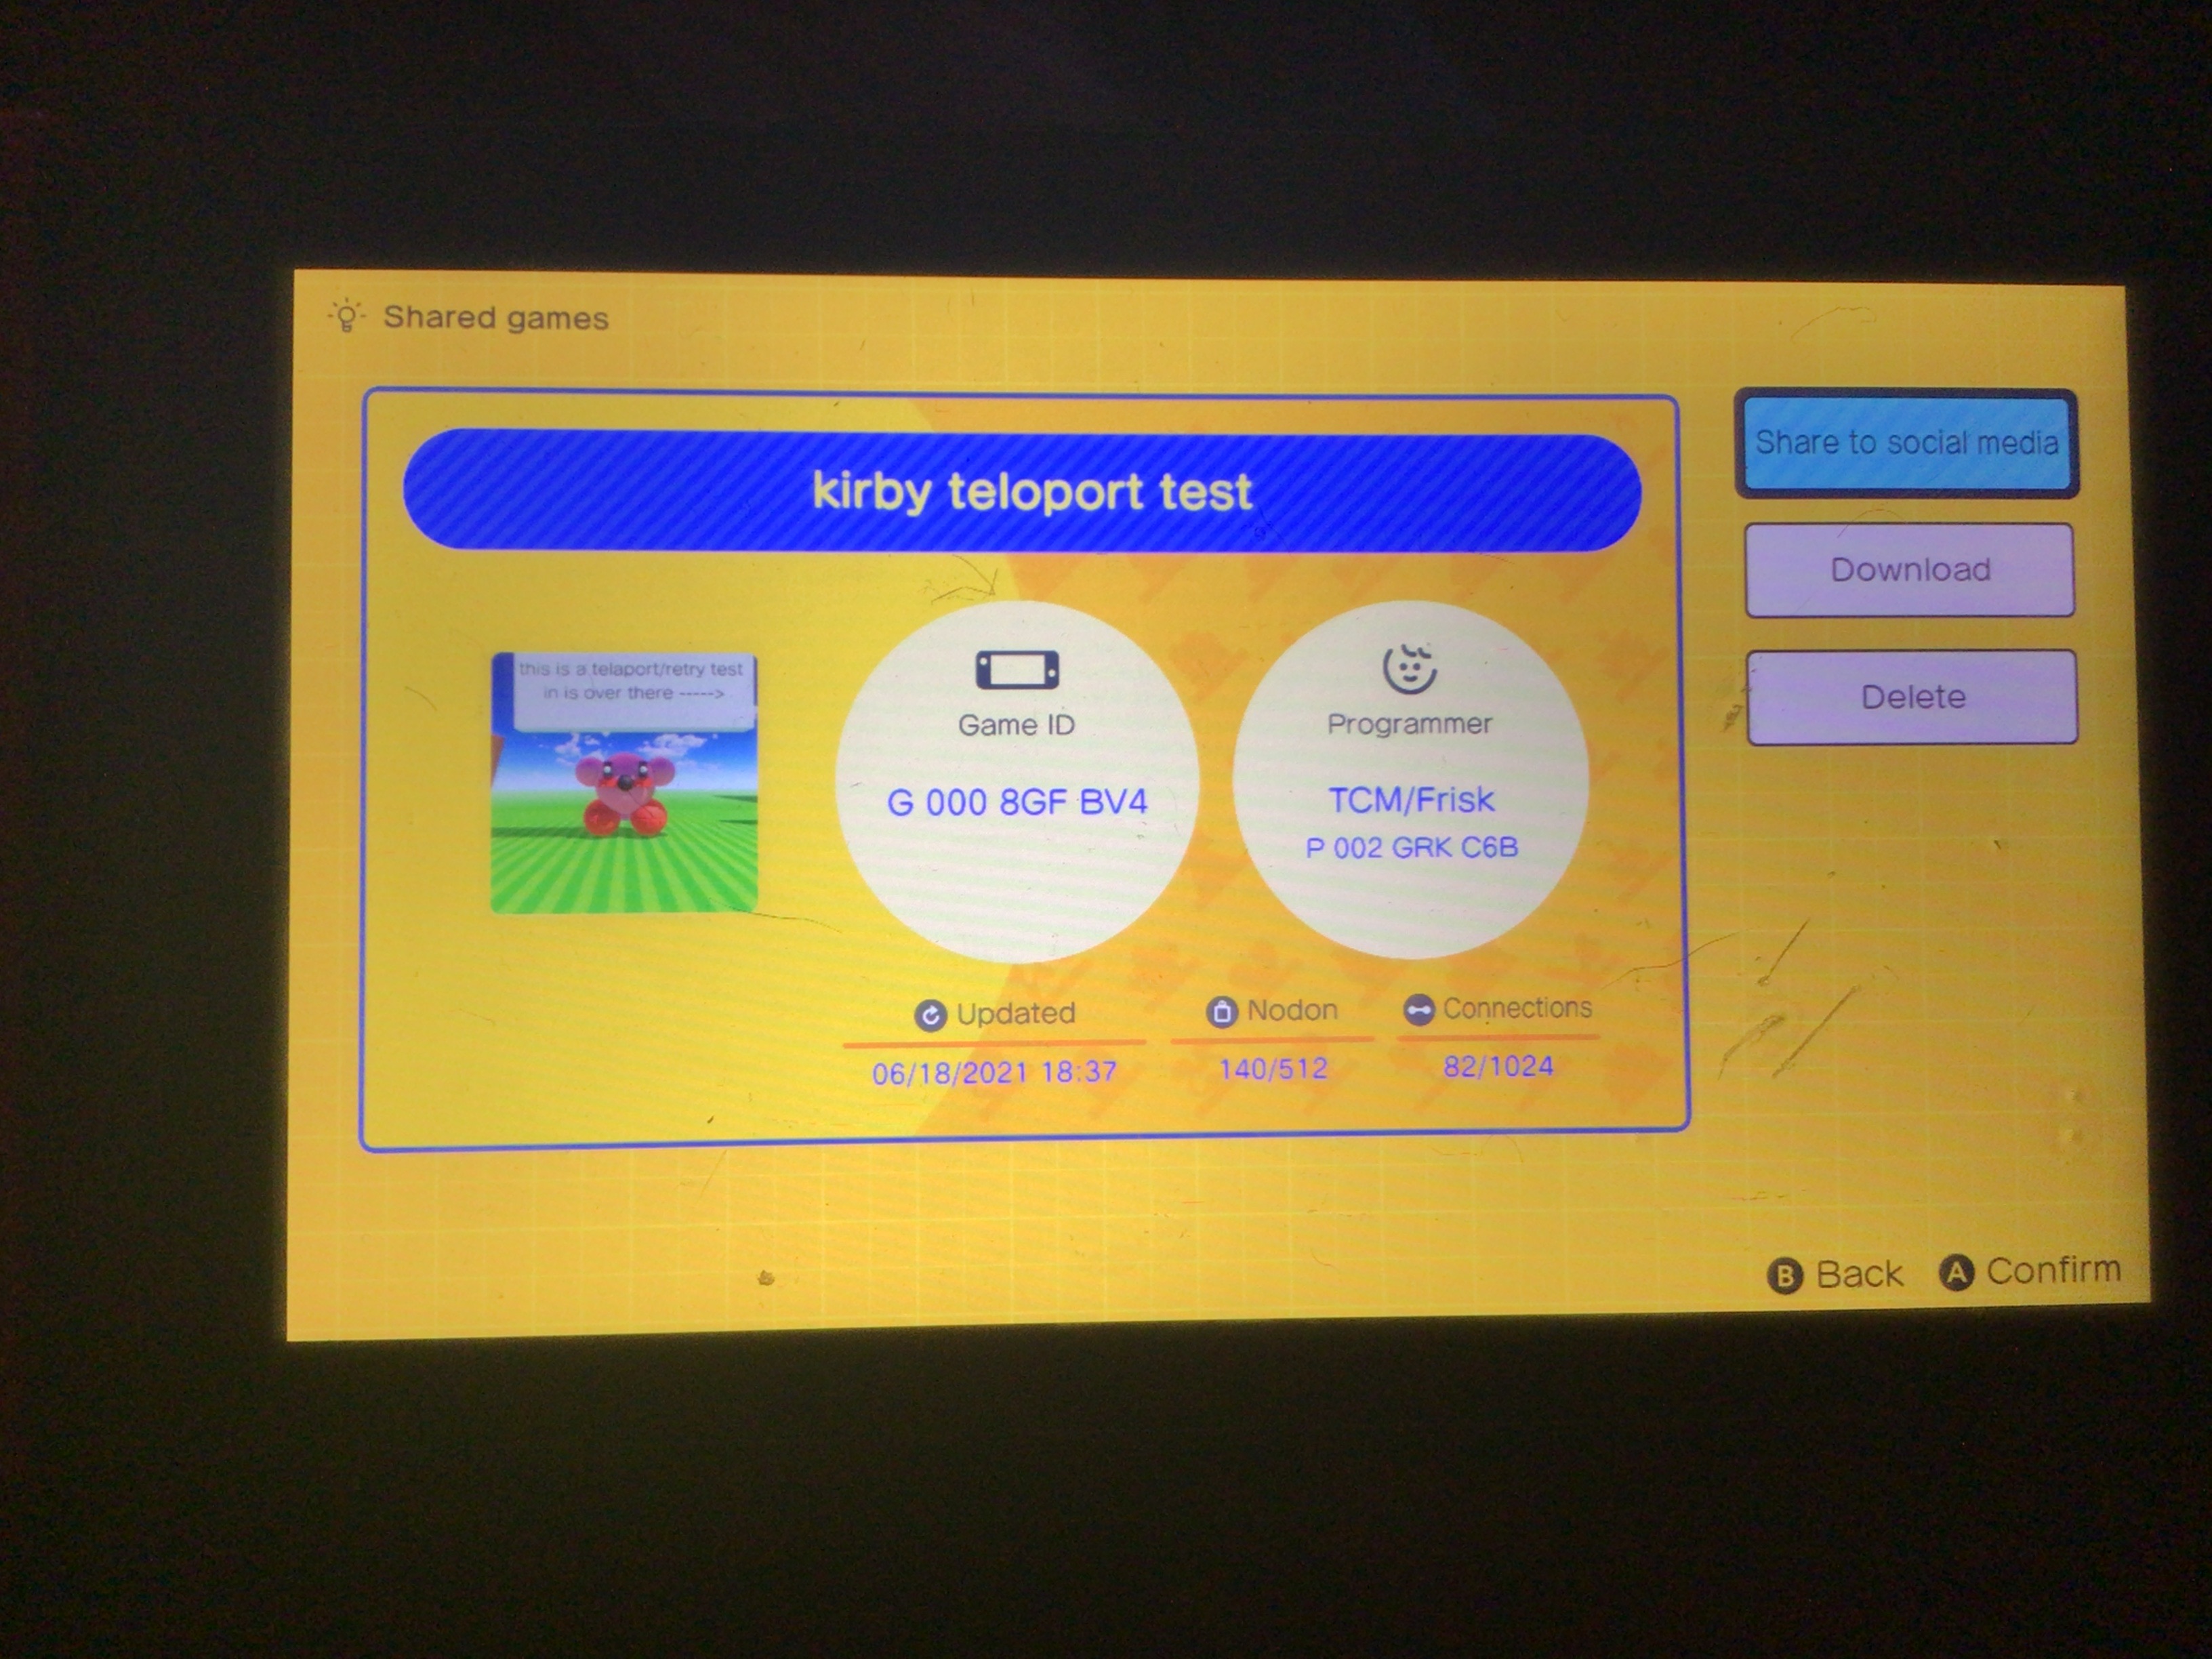 Shared games
kirby teloport test
this is a telaport/retry test
in is over there ----->
Game ID
G 000 8GF BV4
Programmer
TCM/Frisk
P 002 GRK C6B
Updated
06/18/2021 18:37
Nodon
140/512
Connections
82/1024
Share to social media
Download
Delete
B Back A Confirm